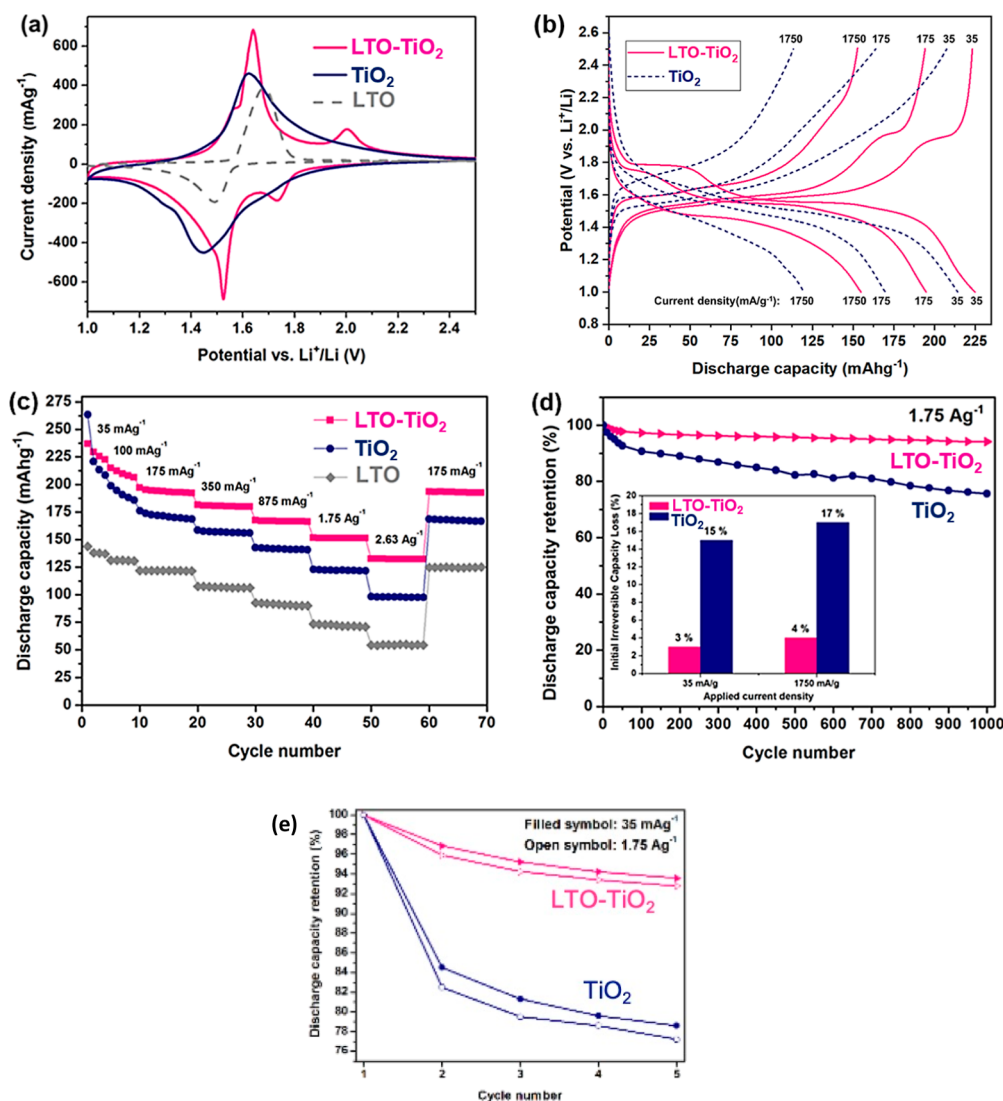 (a)
600
400
200
0
-200
-400
-600
1.0
1.2
1.4
1.6
1.8
2.0
2.2
2.4
Current density (mAg⁻¹)
Potential vs. Li⁺/Li (V)
LTO-TiO₂
TiO₂
LTO
(b)
1750
1750
175
175
35
35
LTO-TiO₂
TiO₂
2.6
2.4
2.2
2.0
1.8
1.6
1.4
1.2
1.0
0.8
Potential (V vs. Li⁺/Li)
Current density(mA/g⁻¹):
1750
1750
175
175
35
35
0
25
50
75
100
125
150
175
200
225
Discharge capacity (mAhg⁻¹)
(c)
275
250
225
200
175
150
125
100
75
50
25
0
Discharge capacity (mAhg⁻¹)
35 mAg⁻¹
100 mAg⁻¹
175 mAg⁻¹
350 mAg⁻¹
875 mAg⁻¹
1.75 Ag⁻¹
2.63 Ag⁻¹
175 mAg⁻¹
LTO-TiO₂
TiO₂
LTO
0
10
20
30
40
50
60
70
Cycle number
(d)
1.75 Ag⁻¹
100
80
60
40
20
0
Discharge capacity retention (%)
LTO-TiO₂
TiO₂
LTO-TiO₂
TiO₂
20
18
16
14
12
10
8
6
4
2
0
Initial Irreversible Capacity Loss (%)
3 %
15 %
4 %
17 %
35 mA/g
1750 mA/g
Applied current density
0
100
200
300
400
500
600
700
800
900
1000
Cycle number
(e)
100
98
96
94
92
90
88
86
84
82
80
78
76
Discharge capacity retention (%)
Filled symbol: 35 mAg⁻¹
Open symbol: 1.75 Ag⁻¹
LTO-TiO₂
TiO₂
1
2
3
4
5
Cycle number